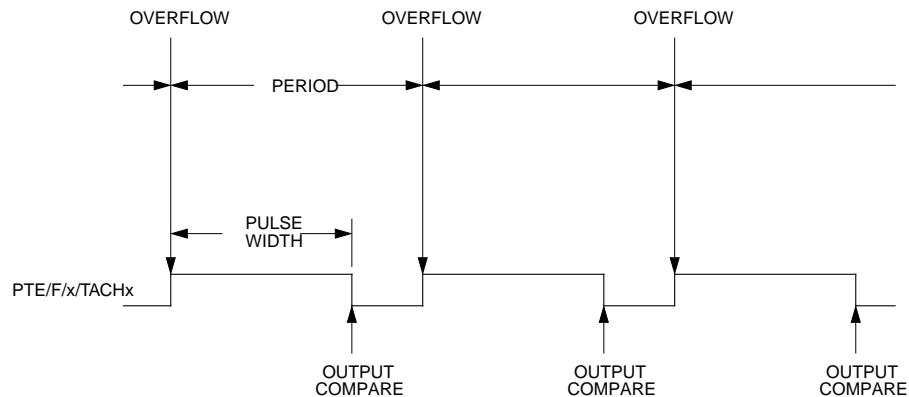 OVERFLOW
OVERFLOW
OVERFLOW
PERIOD
PULSE
WIDTH
PTE/F/x/TACHx
OUTPUT
COMPARE
OUTPUT
COMPARE
OUTPUT
COMPARE